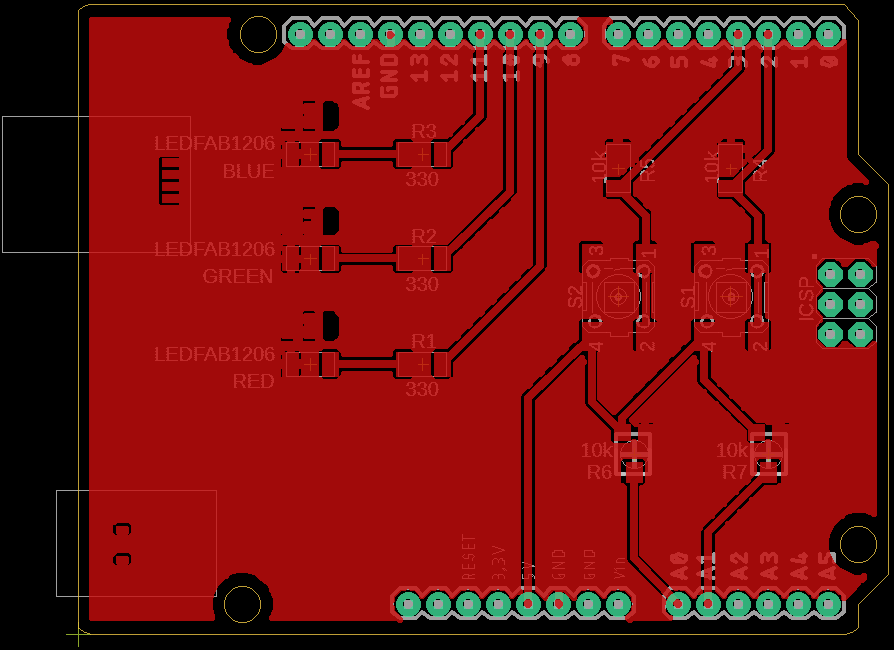 AREF
GND
13
12
11
10
9
8
7
6
5
4
3
2
1
0
LEDFAB1206
BLUE
R3
330
10k
R5
10k
R4
LEDFAB1206
GREEN
R2
330
S2
3
1
4
2
S1
3
1
4
2
ICSP
LEDFAB1206
RED
R1
330
10k
R6
10k
R7
RESET
3.3V
5V
GND
GND
Vin
A0
A1
A2
A3
A4
A5